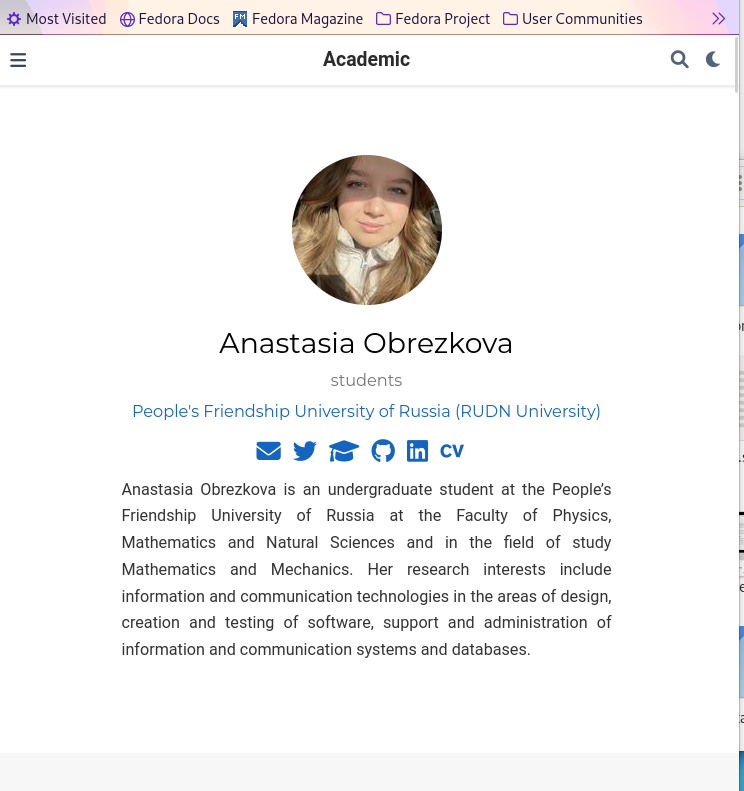 Most Visited Fedora Docs FM Fedora Magazine Fedora Project User Communities
Academic
Anastasia Obrezkova
students
People's Friendship University of Russia (RUDN University)
CV
Anastasia Obrezkova is an undergraduate student at the People’s
Friendship University of Russia at the Faculty of Physics,
Mathematics and Natural Sciences and in the field of study
Mathematics and Mechanics. Her research interests include
information and communication technologies in the areas of design,
creation and testing of software, support and administration of
information and communication systems and databases.